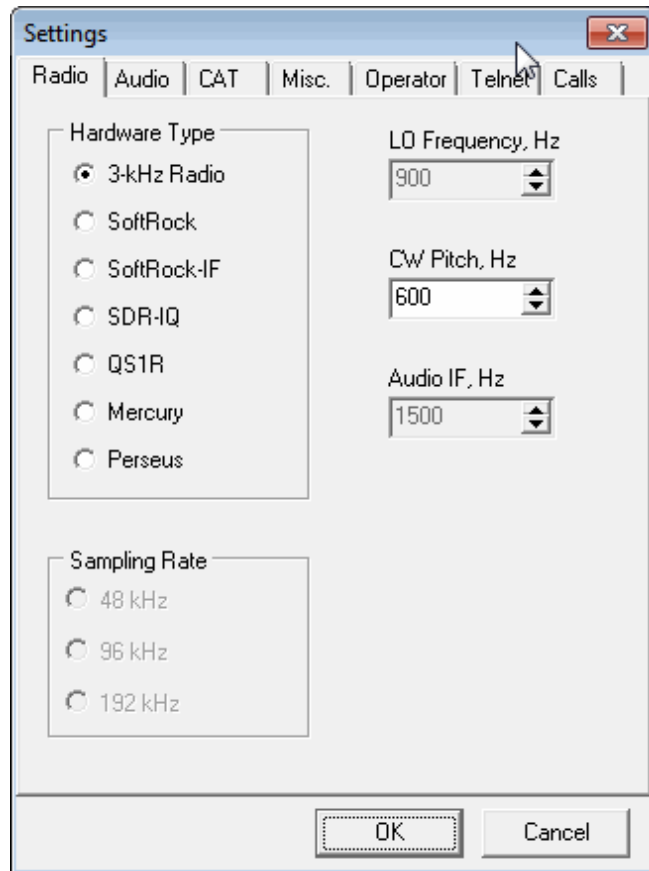 Settings
Radio Audio CAT Misc. Operator Telnet Calls
Hardware Type
3-kHz Radio
SoftRock
SoftRock-IF
SDR-IQ
QS1R
Mercury
Perseus
LO Frequency, Hz
900
CW Pitch, Hz
600
Audio IF, Hz
1500
Sampling Rate
48 kHz
96 kHz
192 kHz
OK Cancel